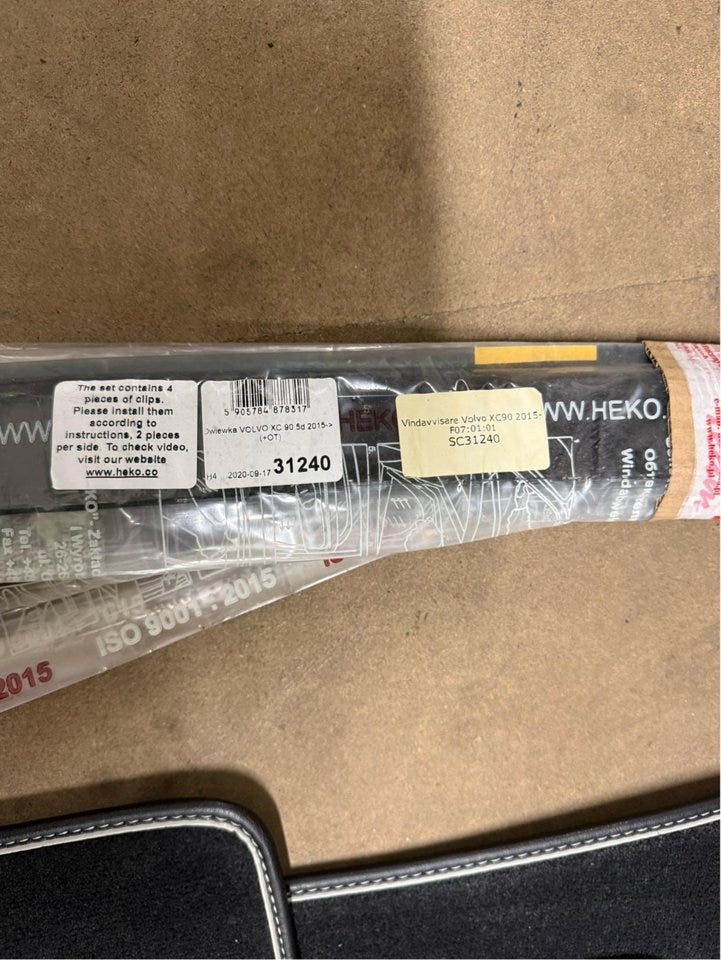 The set contains 4
pieces of clips.
Please install them
according to
instructions, 2 pieces
per side. To check video,
visit our website
www.heko.co
5 905784 878317
Owiewka VOLVO XC 90 5d 2015->
(+OT)
H4 2020-09-17 31240
HEKO
Vindavvisare Volvo XC90 2015-
F07:01:01
SC31240
WW.HEKO.
ISO 9001 : 2015
2015